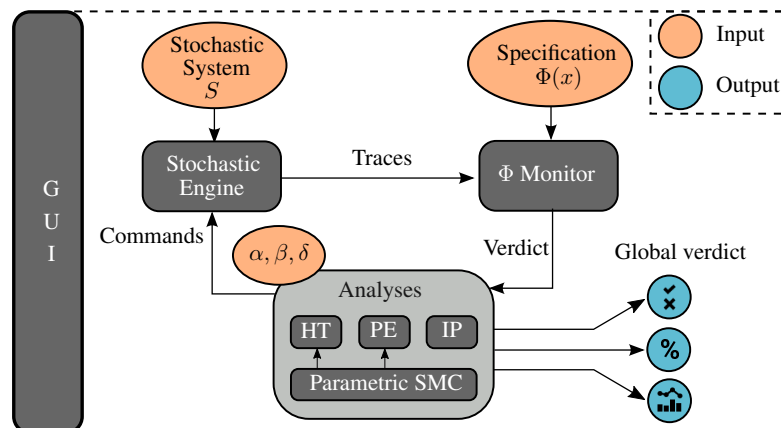 G
U
I
Stochastic
System
S
Specification
Φ(x)
Input
Output
Stochastic
Engine
Traces
Φ Monitor
Commands
Verdict
α, β, δ
Global verdict
Analyses
HT
PE
IP
%
Parametric SMC